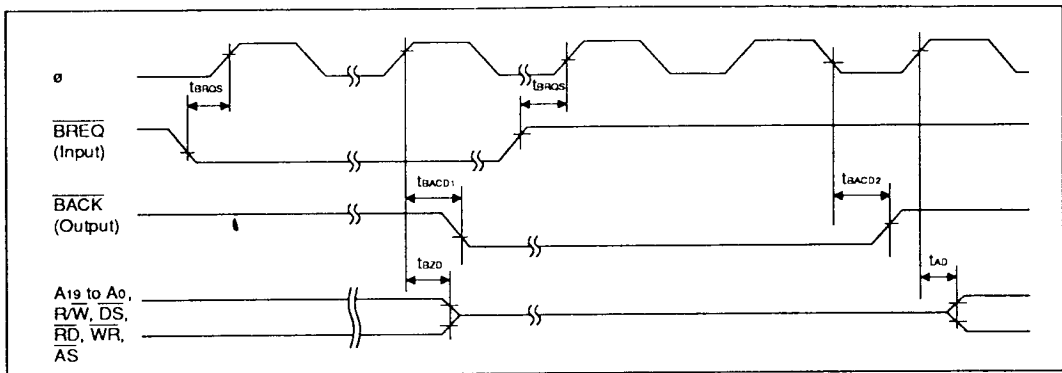 ø
tBRQS
tBRQS
BREQ
(Input)
tBACD1
tBACD2
BACK
(Output)
tBZD
tAD
A19 to A0,
R/W, DS,
RD, WR,
AS